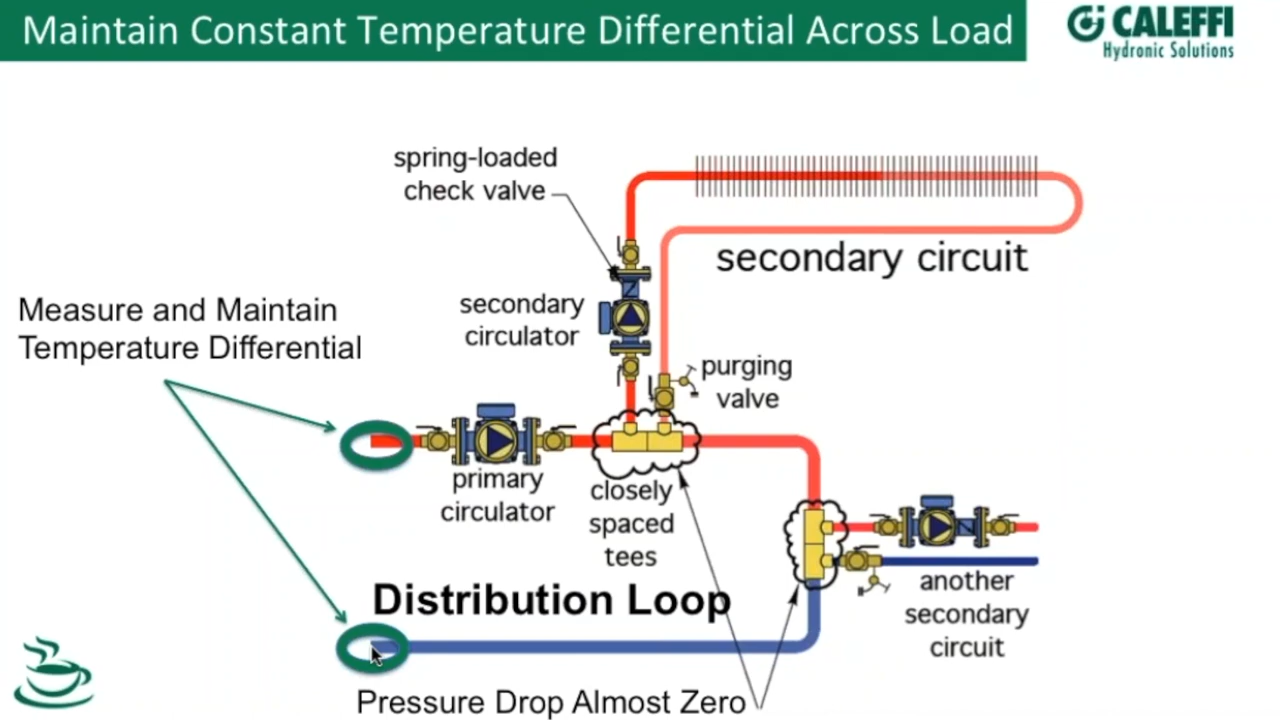 Maintain Constant Temperature Differential Across Load
CALEFFI
Hydronic Solutions
spring-loaded
check valve
secondary circuit
secondary
circulator
Measure and Maintain
Temperature Differential
purging
valve
primary
circulator
closely
spaced
tees
another
secondary
circuit
Distribution Loop
Pressure Drop Almost Zero